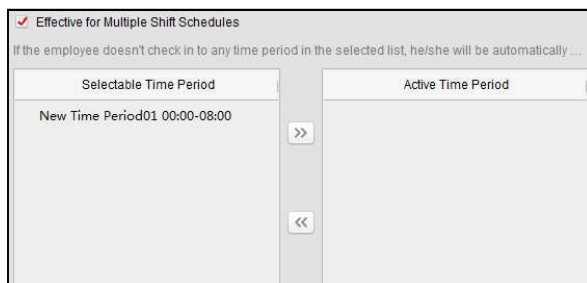 Effective for Multiple Shift Schedules
If the employee doesn't check in to any time period in the selected list, he/she will be automatically ...
Selectable Time Period
Active Time Period
New Time Period01 00:00-08:00
>>
<<